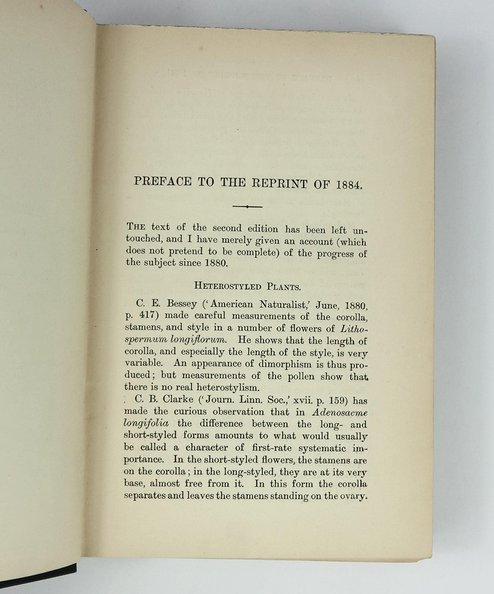 PREFACE TO THE REPRINT OF 1884.
THE text of the second edition has been left un-
touched, and I have merely given an account (which
does not pretend to be complete) of the progress of
the subject since 1880.
HETEROSTYLED PLANTS.
C. E. Bessey (‘American Naturalist,’ June, 1880,
p. 417) made careful measurements of the corolla,
stamens, and style in a number of flowers of Litho-
spermum longiflorum. He shows that the length of
corolla, and especially the length of the style, is very
variable. An appearance of dimorphism is thus pro-
duced; but measurements of the pollen show that
there is no real heterostylism.
C. B. Clarke (‘Journ. Linn. Soc.,’ xvii. p. 159) has
made the curious observation that in Adenosacme
longifolia the difference between the long- and
short-styled forms amounts to what would usually
be called a character of first-rate systematic im-
portance. In the short-styled flowers, the stamens are
on the corolla; in the long-styled, they are at its very
base, almost free from it. In this form the corolla
separates and leaves the stamens standing on the ovary.